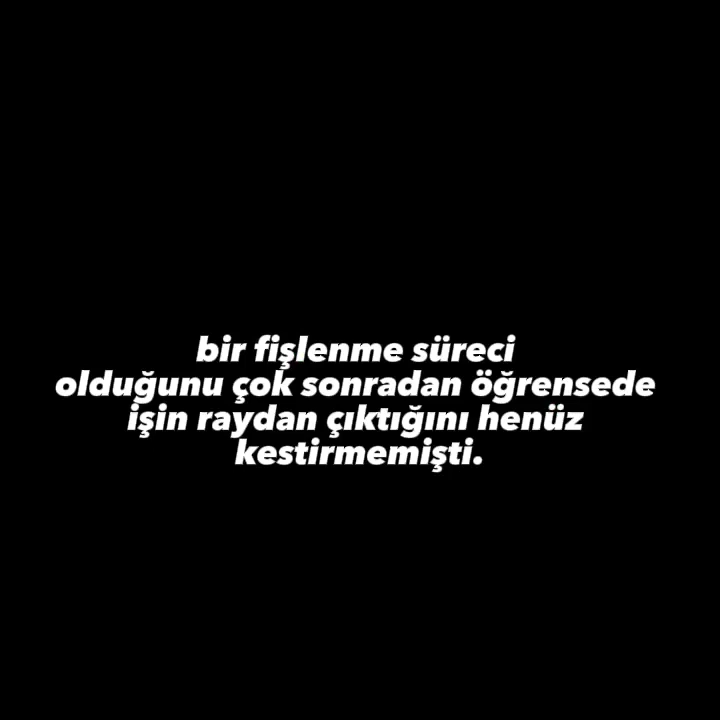 bir fişlenme süreci
olduğunu çok sonradan öğrensede
işin raydan çıktığını henüz
kestirmemişti.